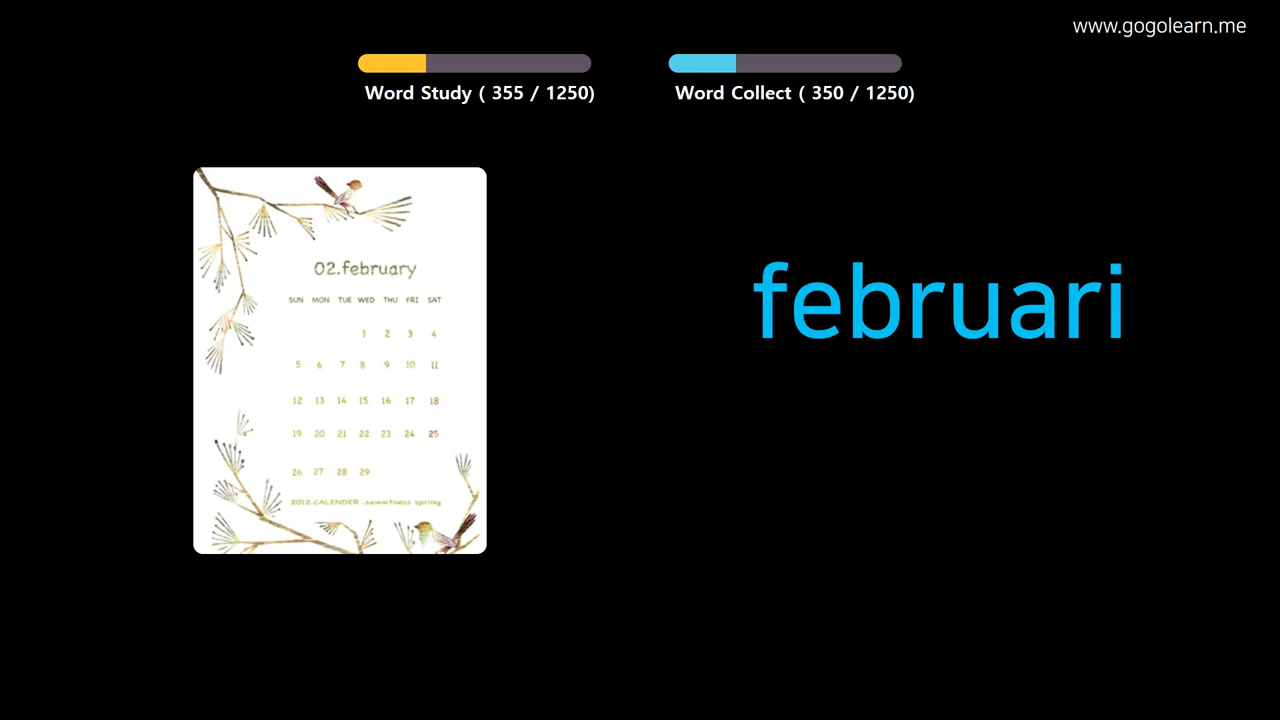 www.gogolearn.me
Word Study ( 355 / 1250)
Word Collect ( 350 / 1250)
02.february
SUN MON TUE WED THU FRI SAT
1 2 3 4
5 6 7 8 9 10 11
12 13 14 15 16 17 18
19 20 21 22 23 24 25
26 27 28 29
2012.CALENDER .sewwtness spring
februari